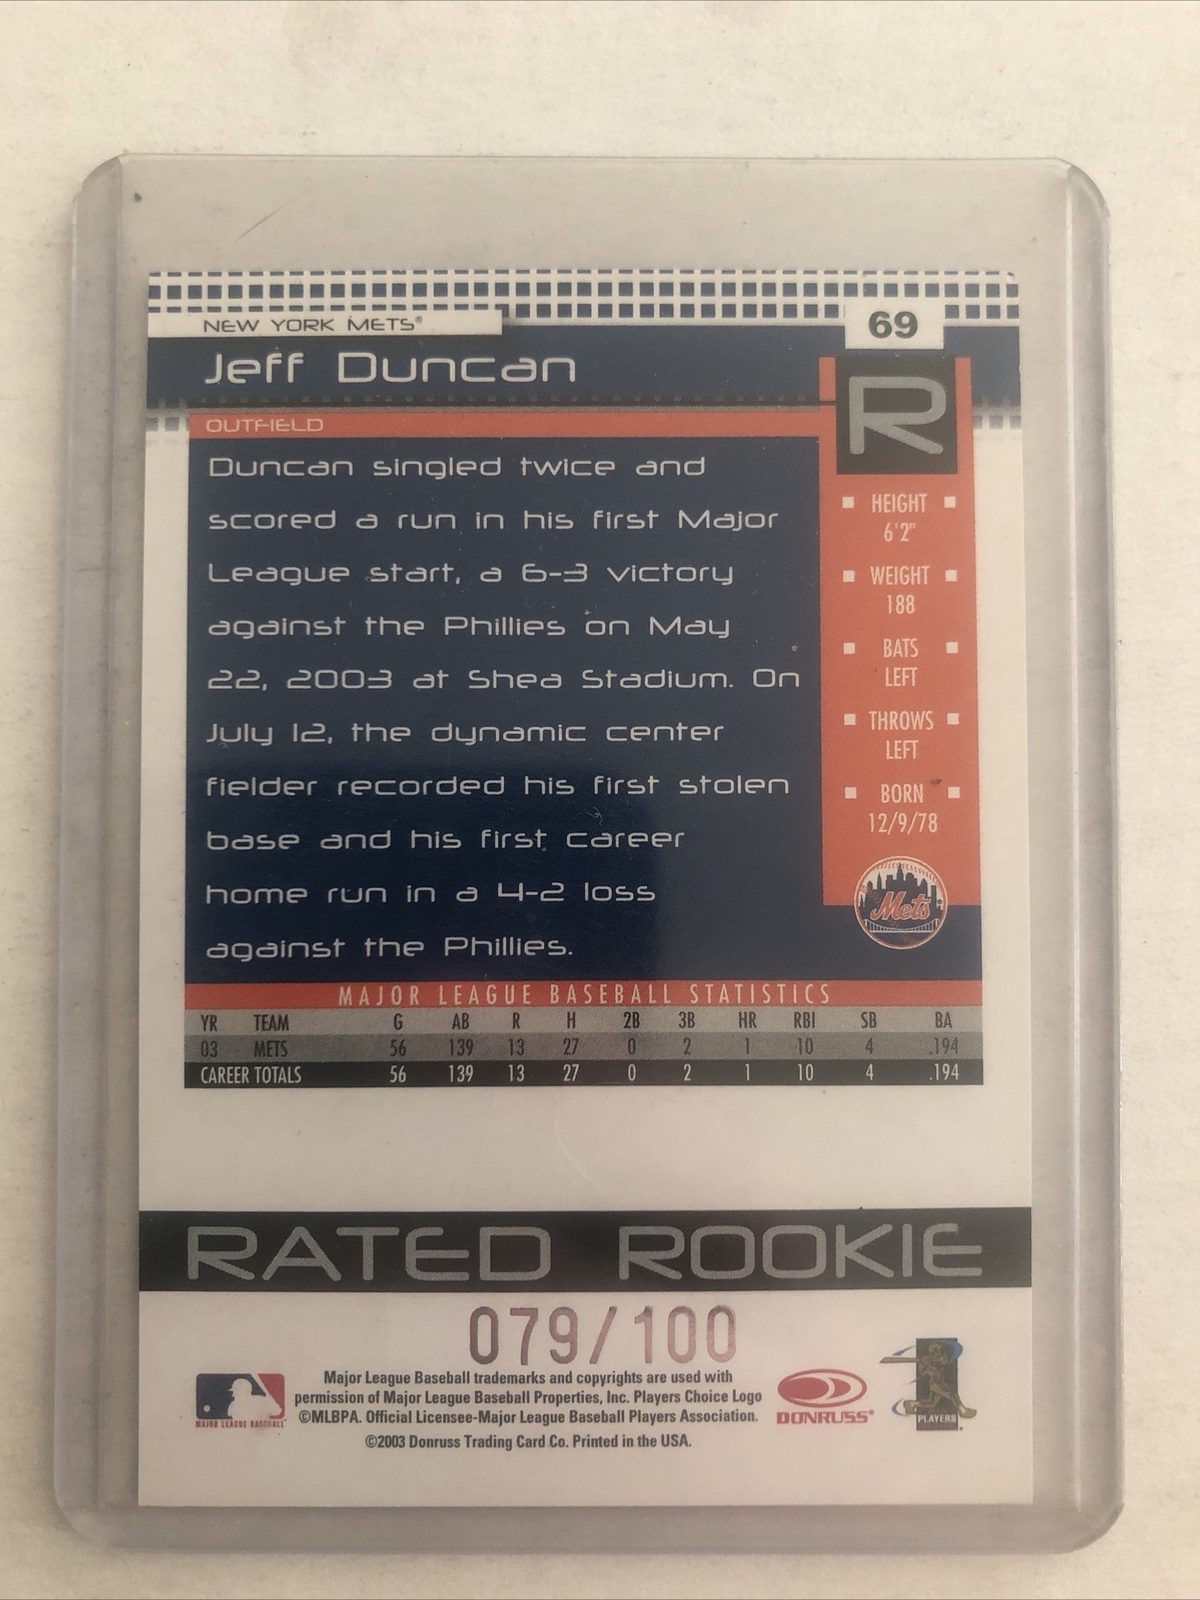 NEW YORK METS®
69
Jeff Duncan
R
OUTFIELD
Duncan singled twice and
scored a run in his first Major
League start, a 6-3 victory
against the Phillies on May
22, 2003 at Shea Stadium. On
July 12, the dynamic center
fielder recorded his first stolen
base and his first career
home run in a 4-2 loss
against the Phillies.
HEIGHT
6'2"
WEIGHT
188
BATS
LEFT
THROWS
LEFT
BORN
12/9/78
Mets
MAJOR LEAGUE BASEBALL STATISTICS
YR TEAM G AB R H 2B 3B HR RBI SB BA
03 METS 56 139 13 27 0 2 1 10 4 .194
CAREER TOTALS 56 139 13 27 0 2 1 10 4 .194
RATED ROOKIE
079/100
Major League Baseball trademarks and copyrights are used with
permission of Major League Baseball Properties, Inc. Players Choice Logo
©MLBPA. Official Licensee-Major League Baseball Players Association.
©2003 Donruss Trading Card Co. Printed in the USA.
MAJOR LEAGUE BASEBALL
DONRUSS®
PLAYERS